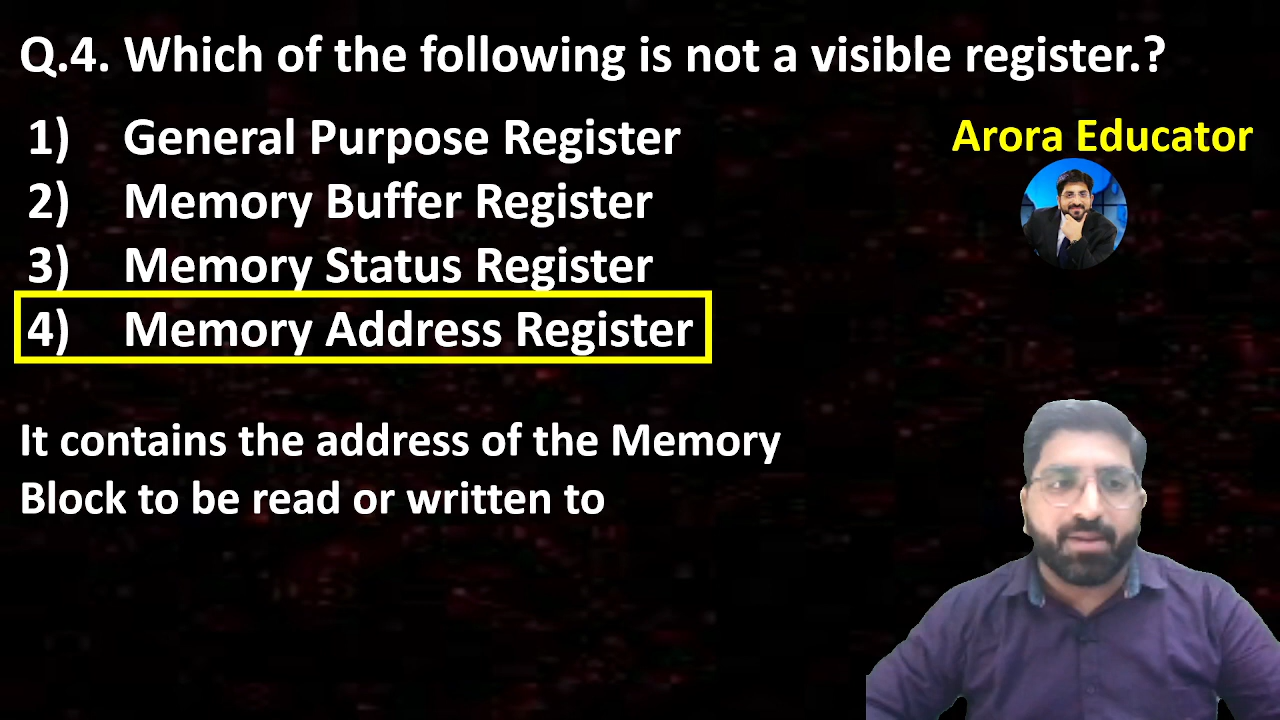 Q.4. Which of the following is not a visible register.?
1) General Purpose Register
Arora Educator
2) Memory Buffer Register
3) Memory Status Register
4) Memory Address Register
It contains the address of the Memory
Block to be read or written to